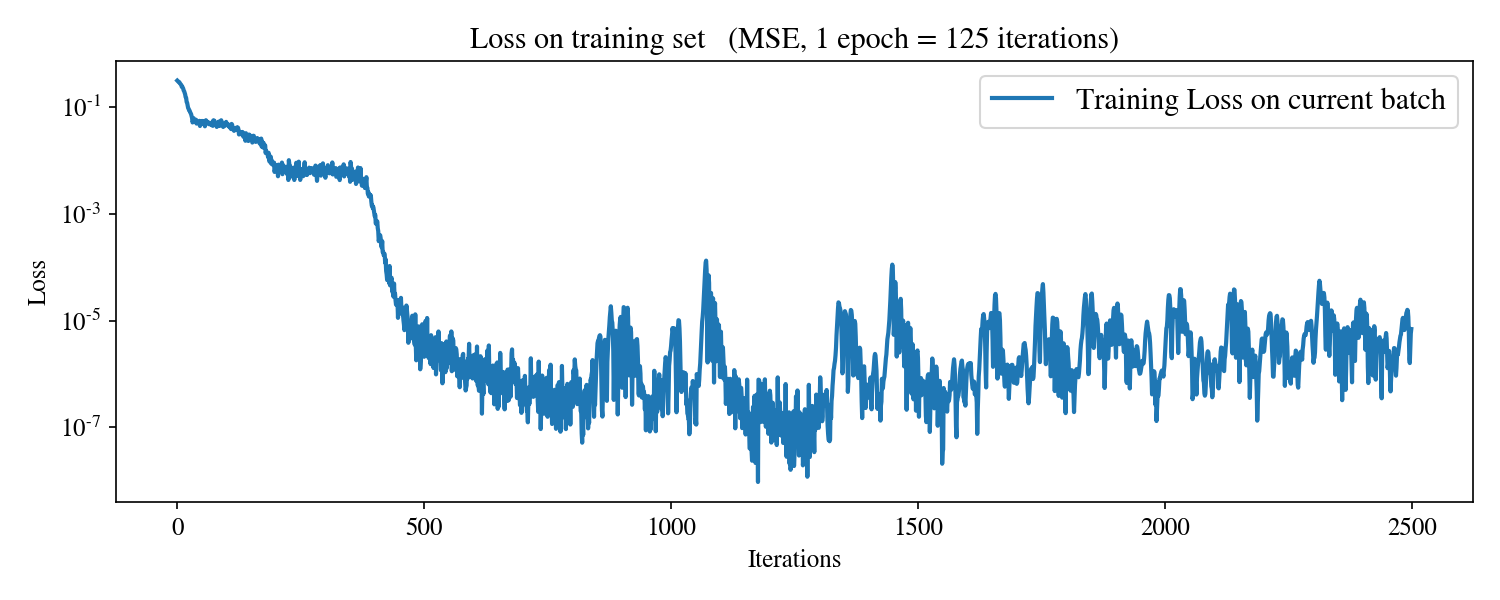 Loss on training set (MSE, 1 epoch = 125 iterations)
Training Loss on current batch
Loss
10-1
10-3
10-5
10-7
0 500 1000 1500 2000 2500
Iterations